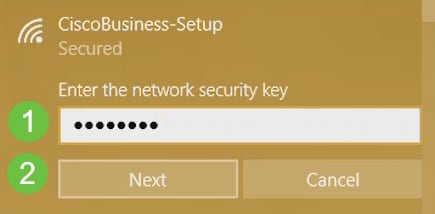 CiscoBusiness-Setup
Secured
Enter the network security key
1 ••••••••
2 Next Cancel